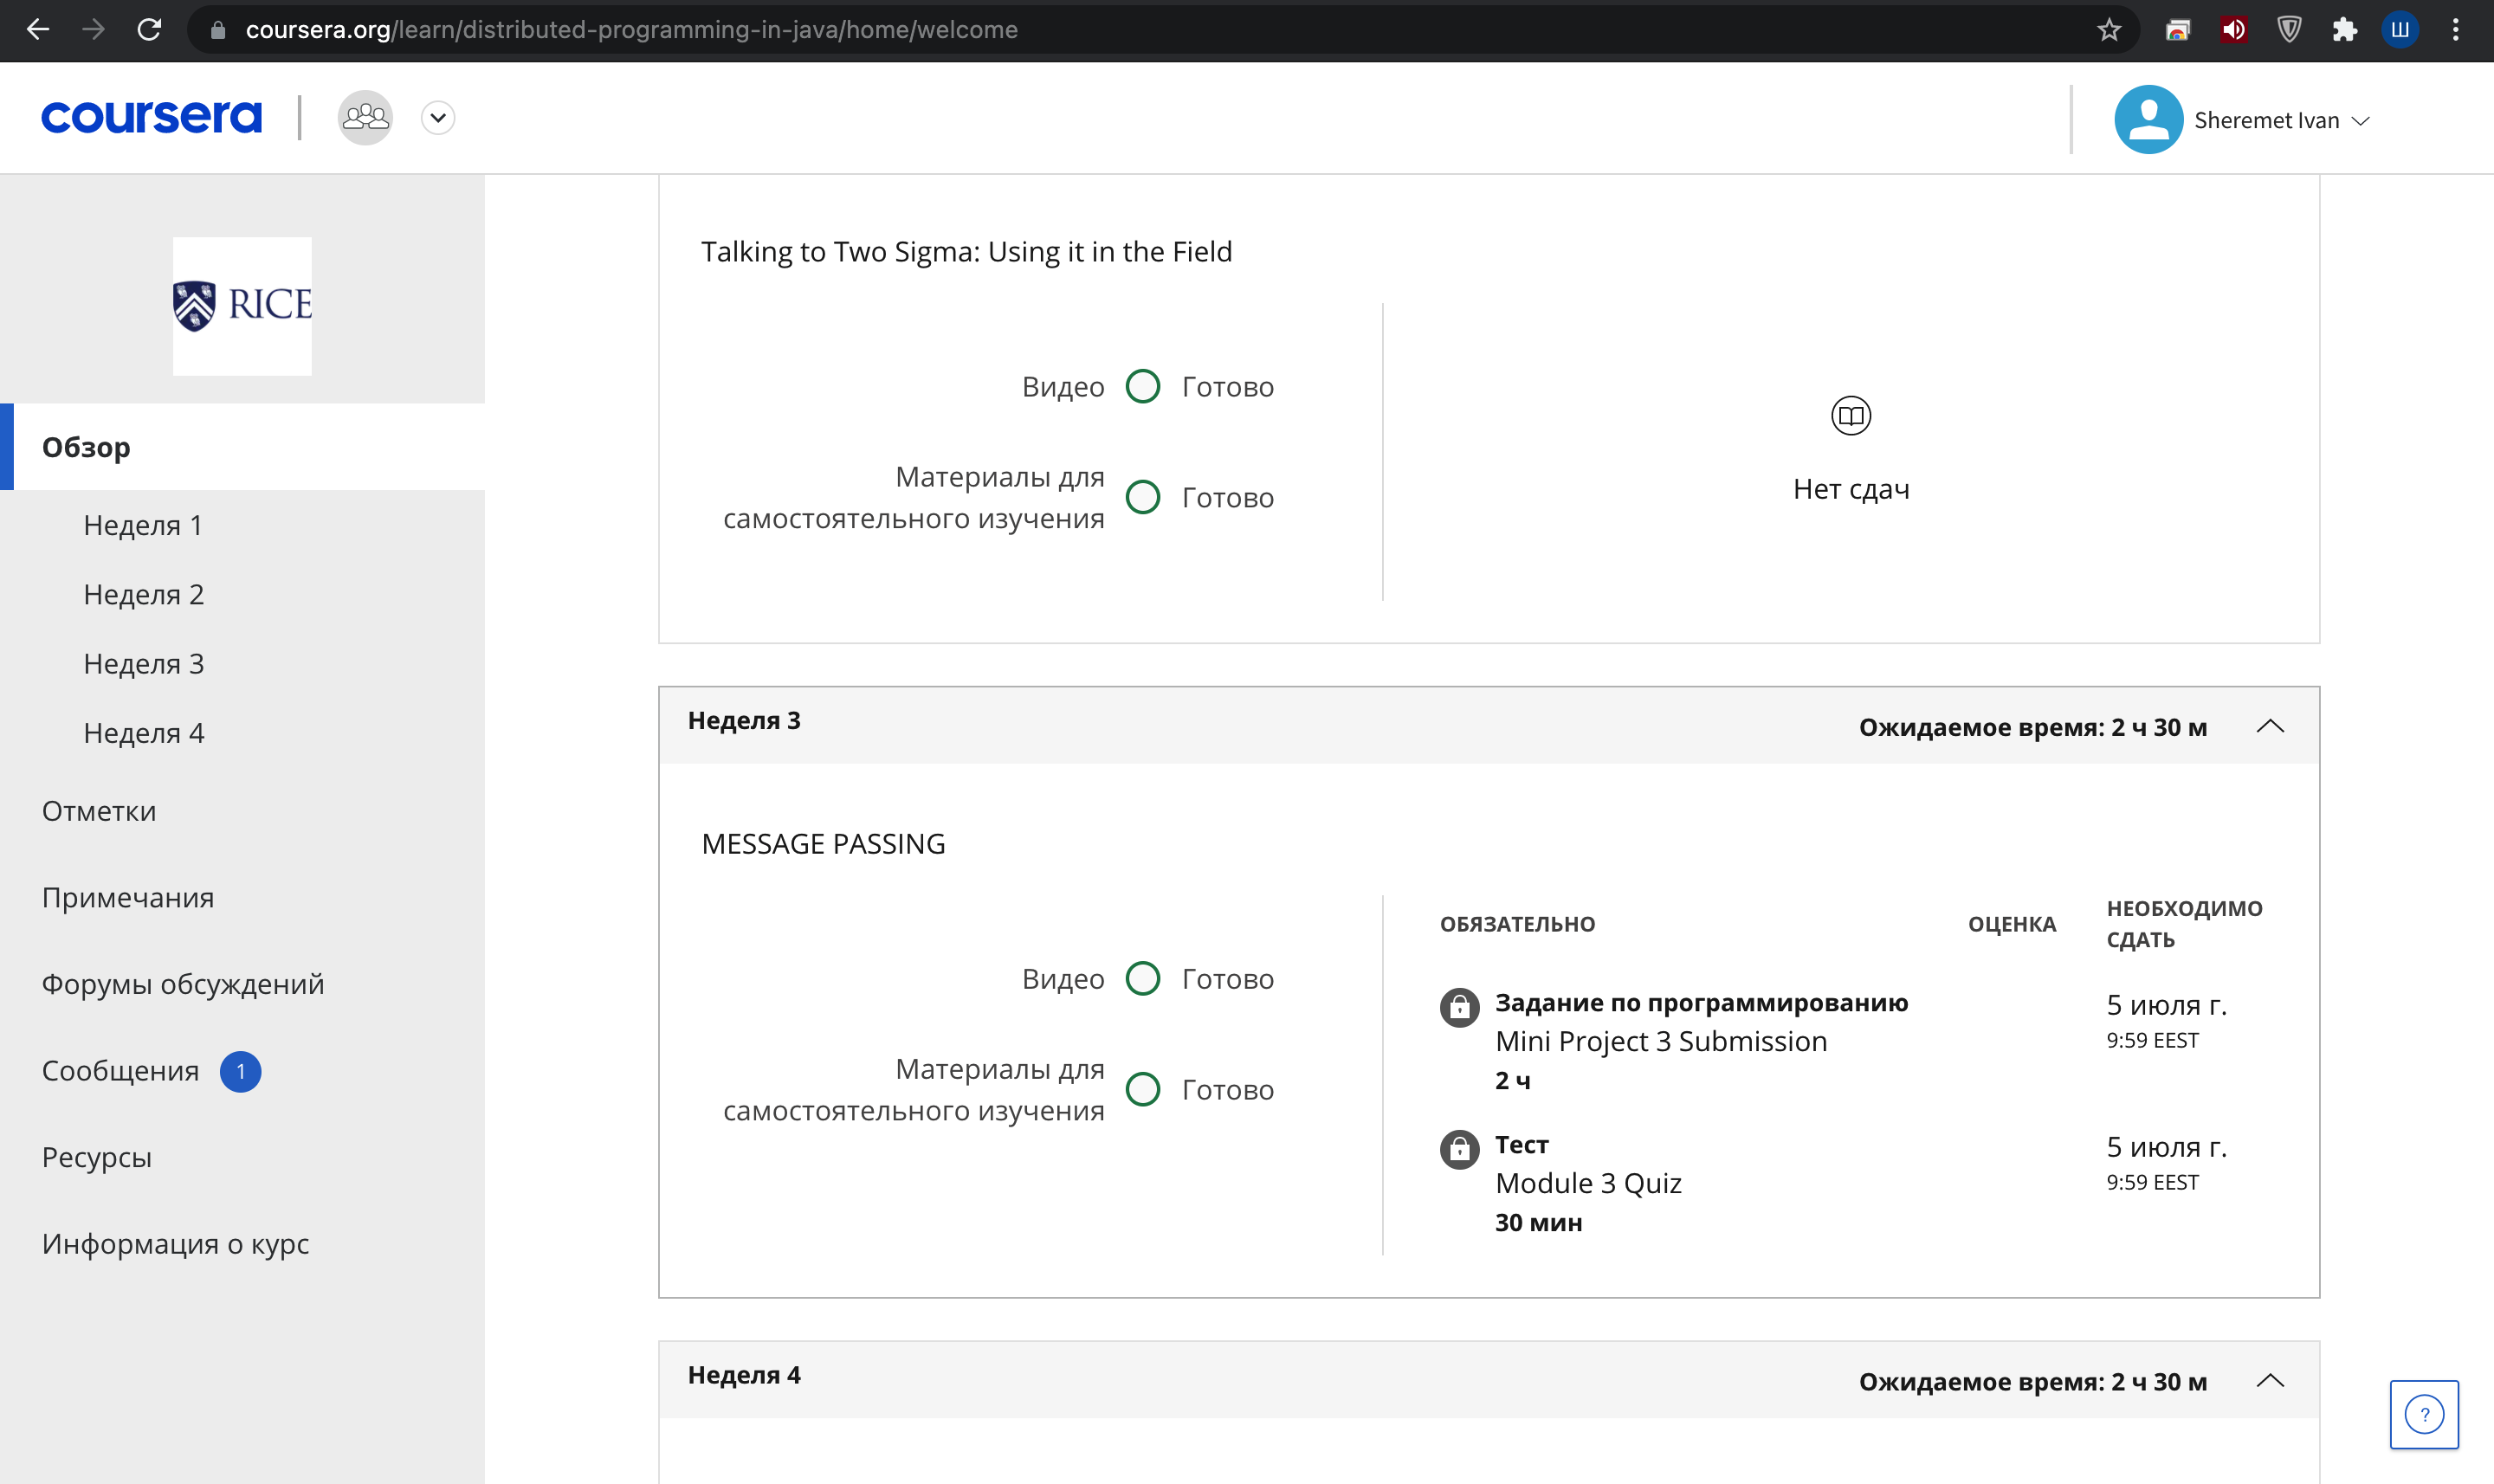 coursera.org/learn/distributed-programming-in-java/home/welcome
Ш
coursera
Sheremet Ivan
RICE
Обзор
Неделя 1
Неделя 2
Неделя 3
Неделя 4
Отметки
Примечания
Форумы обсуждений
Сообщения 1
Ресурсы
Информация о курс
Talking to Two Sigma: Using it in the Field
Видео Готово
Материалы для
самостоятельного изучения
Готово
Нет сдач
Неделя 3
Ожидаемое время: 2 ч 30 м
MESSAGE PASSING
Видео Готово
Материалы для
самостоятельного изучения
Готово
ОБЯЗАТЕЛЬНО
ОЦЕНКА
НЕОБХОДИМО
СДАТЬ
Задание по программированию
Mini Project 3 Submission
2 ч
5 июля г.
9:59 EEST
Тест
Module 3 Quiz
30 мин
5 июля г.
9:59 EEST
Неделя 4
Ожидаемое время: 2 ч 30 м
?